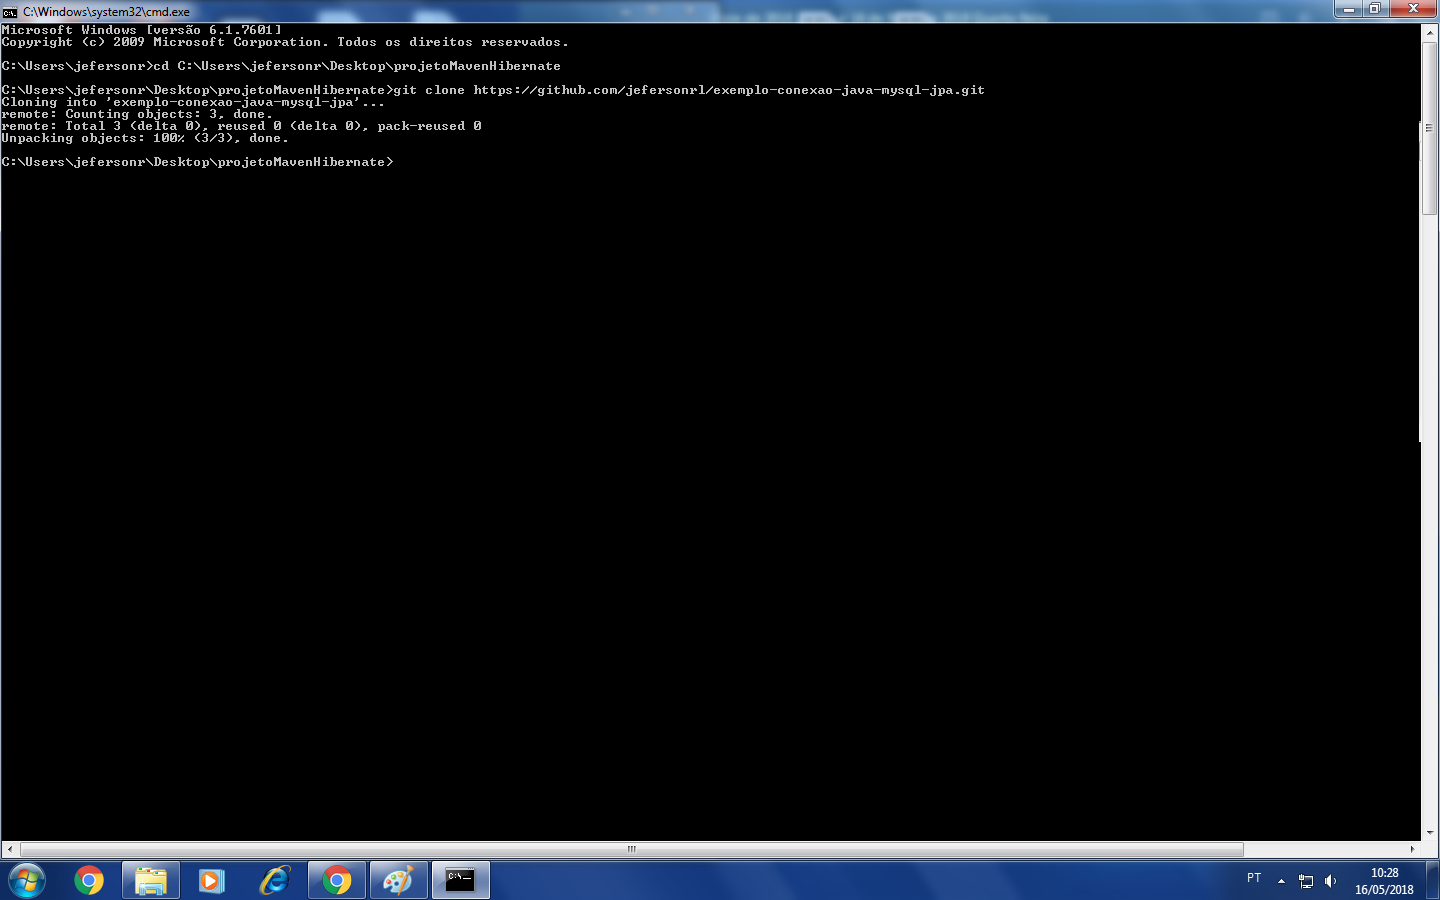 C:\Windows\system32\cmd.exe
Microsoft Windows [versão 6.1.7601]
Copyright (c) 2009 Microsoft Corporation. Todos os direitos reservados.
C:\Users\jefersonr>cd C:\Users\jefersonr\Desktop\projetoMavenHibernate
C:\Users\jefersonr\Desktop\projetoMavenHibernate>git clone https://github.com/jefersonrl/exemplo-conexao-java-mysql-jpa.git
Cloning into 'exemplo-conexao-java-mysql-jpa'...
remote: Counting objects: 3, done.
remote: Total 3 (delta 0), reused 0 (delta 0), pack-reused 0
Unpacking objects: 100% (3/3), done.
C:\Users\jefersonr\Desktop\projetoMavenHibernate>
PT
10:28
16/05/2018